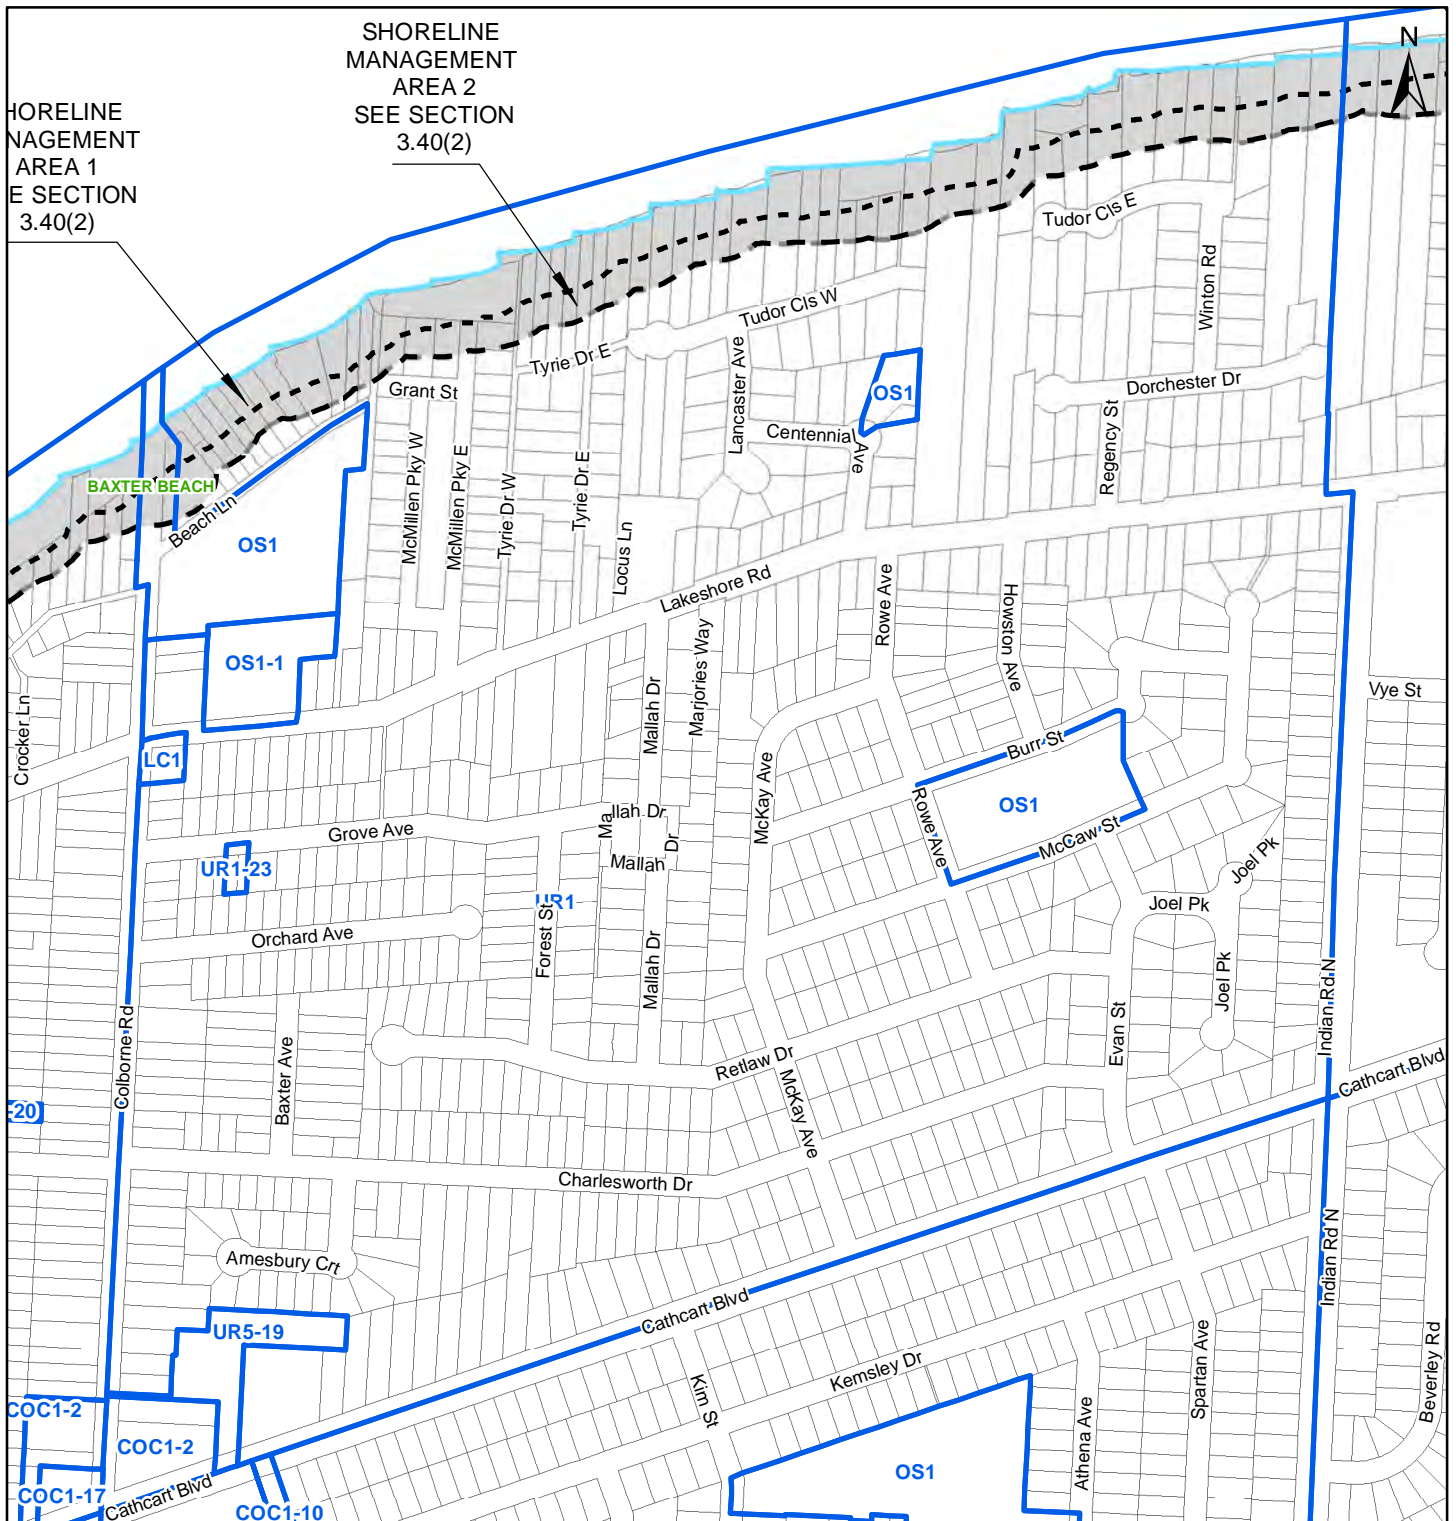 SHORELINE
MANAGEMENT
AREA 2
SEE SECTION
3.40(2)
HORELINE
NAGEMENT
AREA 1
E SECTION
3.40(2)
N
Tudor Cls E
Winton Rd
Tudor Cls W
Tyrie Dr E
Lancaster Ave
Grant St
OS1
Dorchester Dr
Regency St
Centennial
Ave
McMillen Pky W
McMillen Pky E
Tyrie Dr W
Tyrie Dr E
Locus Ln
BAXTER BEACH
Beach Ln
OS1
Lakeshore Rd
Rowe Ave
Howston Ave
OS1-1
Marjories Way
Mallah Dr
Crocker Ln
Vye St
LC1
Burr St
McKay Ave
OS1
Rowe Ave
McCaw St
Grove Ave
Ma
llah Dr
Mallah
Dr
UR1-23
UR1
Joel Pk
Joel Pk
Joel Pk
Orchard Ave
Forest St
Mallah Dr
Indian Rd N
Colborne Rd
Baxter Ave
Evan St
Retlaw Dr
McKay Ave
Cathcart Blvd
-20
Charlesworth Dr
Amesbury Crt
Indian Rd N
Cathcart Blvd
UR5-19
Kemsley Dr
Kim St
Spartan Ave
Beverley Rd
Athena Ave
COC1-2
COC1-2
OS1
COC1-17
Cathcart Blvd
COC1-10